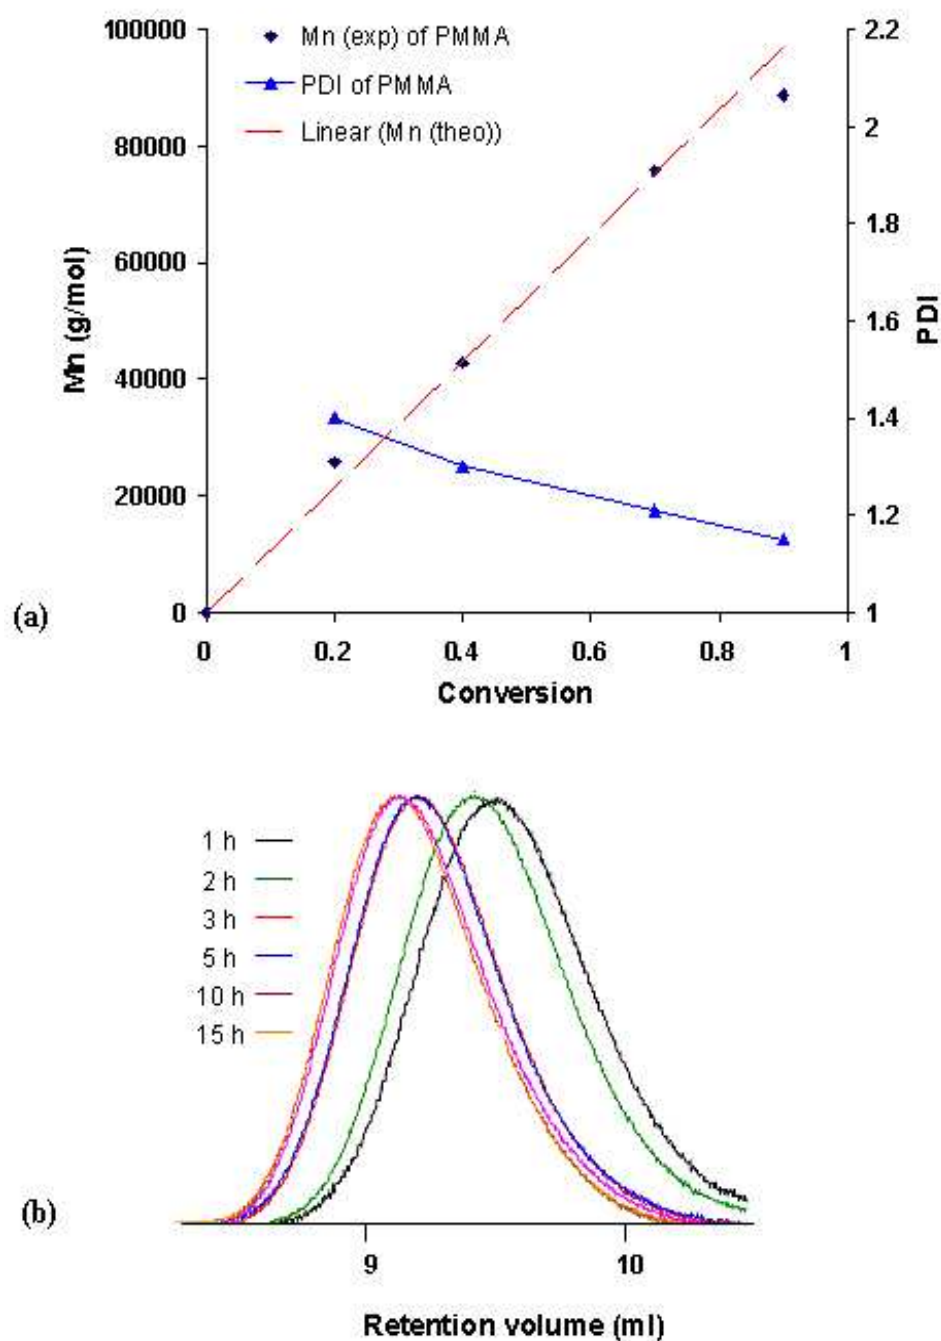 100000
80000
60000
40000
20000
0
Mn (g/mol)
Mn (exp) of PMMA
PDI of PMMA
Linear (Mn (theo))
2.2
2
1.8
1.6
1.4
1.2
1
PDI
0 0.2 0.4 0.6 0.8 1
Conversion
(a)
1 h
2 h
3 h
5 h
10 h
15 h
(b)
9 10
Retention volume (ml)